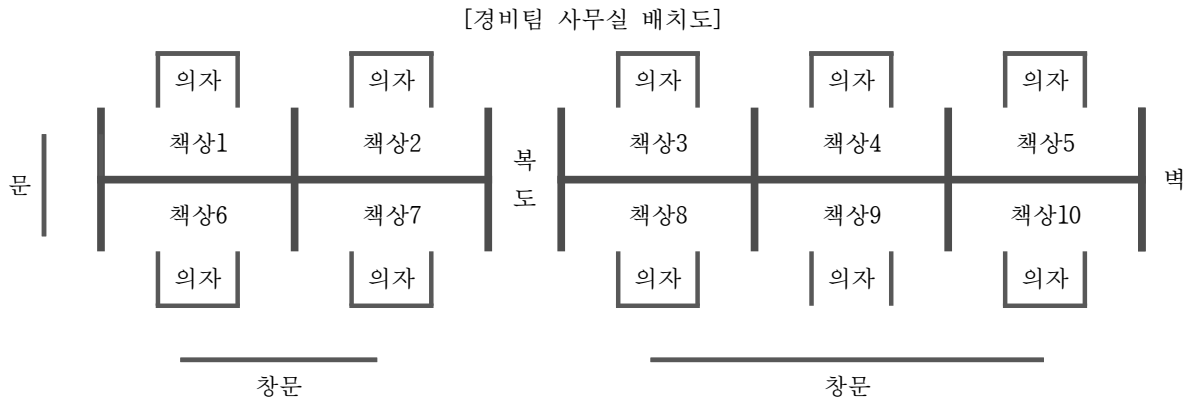 [경비팀 사무실 배치도]
의자 의자 의자 의자 의자
책상1 책상2 책상3 책상4 책상5
문 복도 벽
책상6 책상7 책상8 책상9 책상10
의자 의자 의자 의자 의자
창문 창문